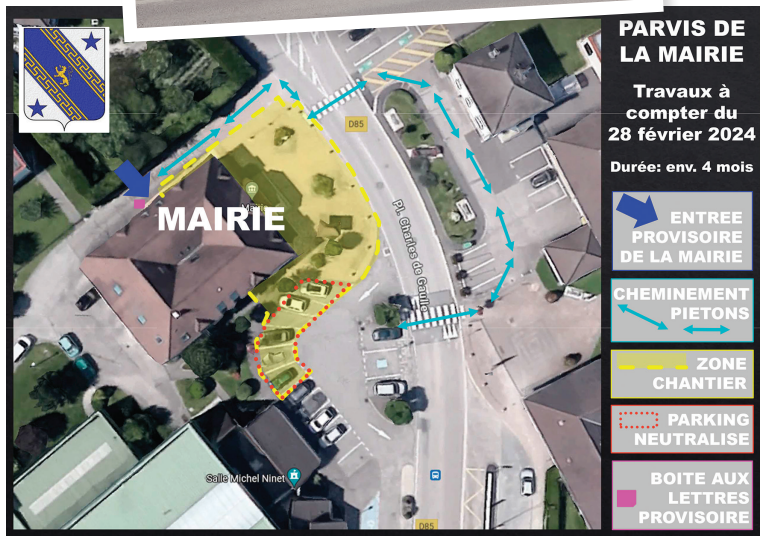 PARVIS DE
LA MAIRIE
Travaux à
compter du
28 février 2024
Durée: env. 4 mois
ENTREE
PROVISOIRE
DE LA MAIRIE
CHEMINEMENT
PIETONS
ZONE
CHANTIER
PARKING
NEUTRALISE
BOITE AUX
LETTRES
PROVISOIRE
D85
MAIRIE
Pl. Charles de Gaulle
Salle Michel Ninet
D85